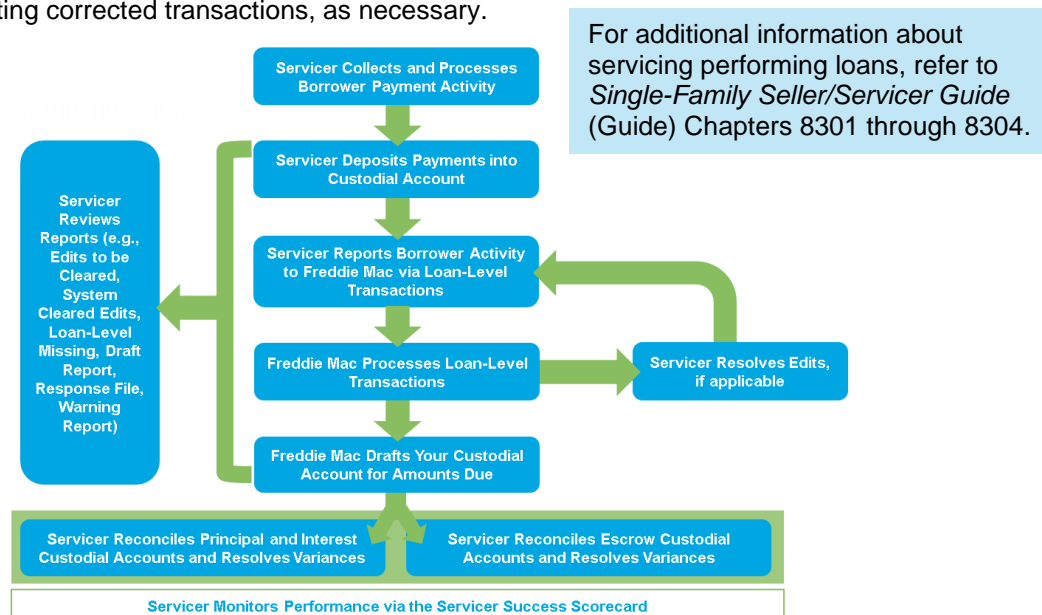 ting corrected transactions, as necessary.
For additional information about
servicing performing loans, refer to
Single-Family Seller/Servicer Guide
(Guide) Chapters 8301 through 8304.
Servicer Collects and Processes
Borrower Payment Activity
Servicer Deposits Payments into
Custodial Account
Servicer
Reviews
Reports (e.g.,
Edits to be
Cleared,
System
Cleared Edits,
Loan-Level
Missing, Draft
Report,
Response File,
Warning
Report)
Servicer Reports Borrower Activity
to Freddie Mac via Loan-Level
Transactions
Freddie Mac Processes Loan-Level
Transactions
Servicer Resolves Edits,
if applicable
Freddie Mac Drafts Your Custodial
Account for Amounts Due
Servicer Reconciles Principal and Interest
Custodial Accounts and Resolves Variances
Servicer Reconciles Escrow Custodial
Accounts and Resolves Variances
Servicer Monitors Performance via the Servicer Success Scorecard